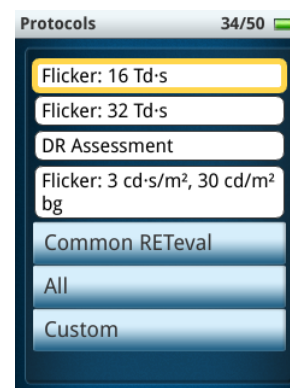 Protocols 34/50
Flicker: 16 Td·s
Flicker: 32 Td·s
DR Assessment
Flicker: 3 cd·s/m², 30 cd/m²
bg
Common RETeval
All
Custom